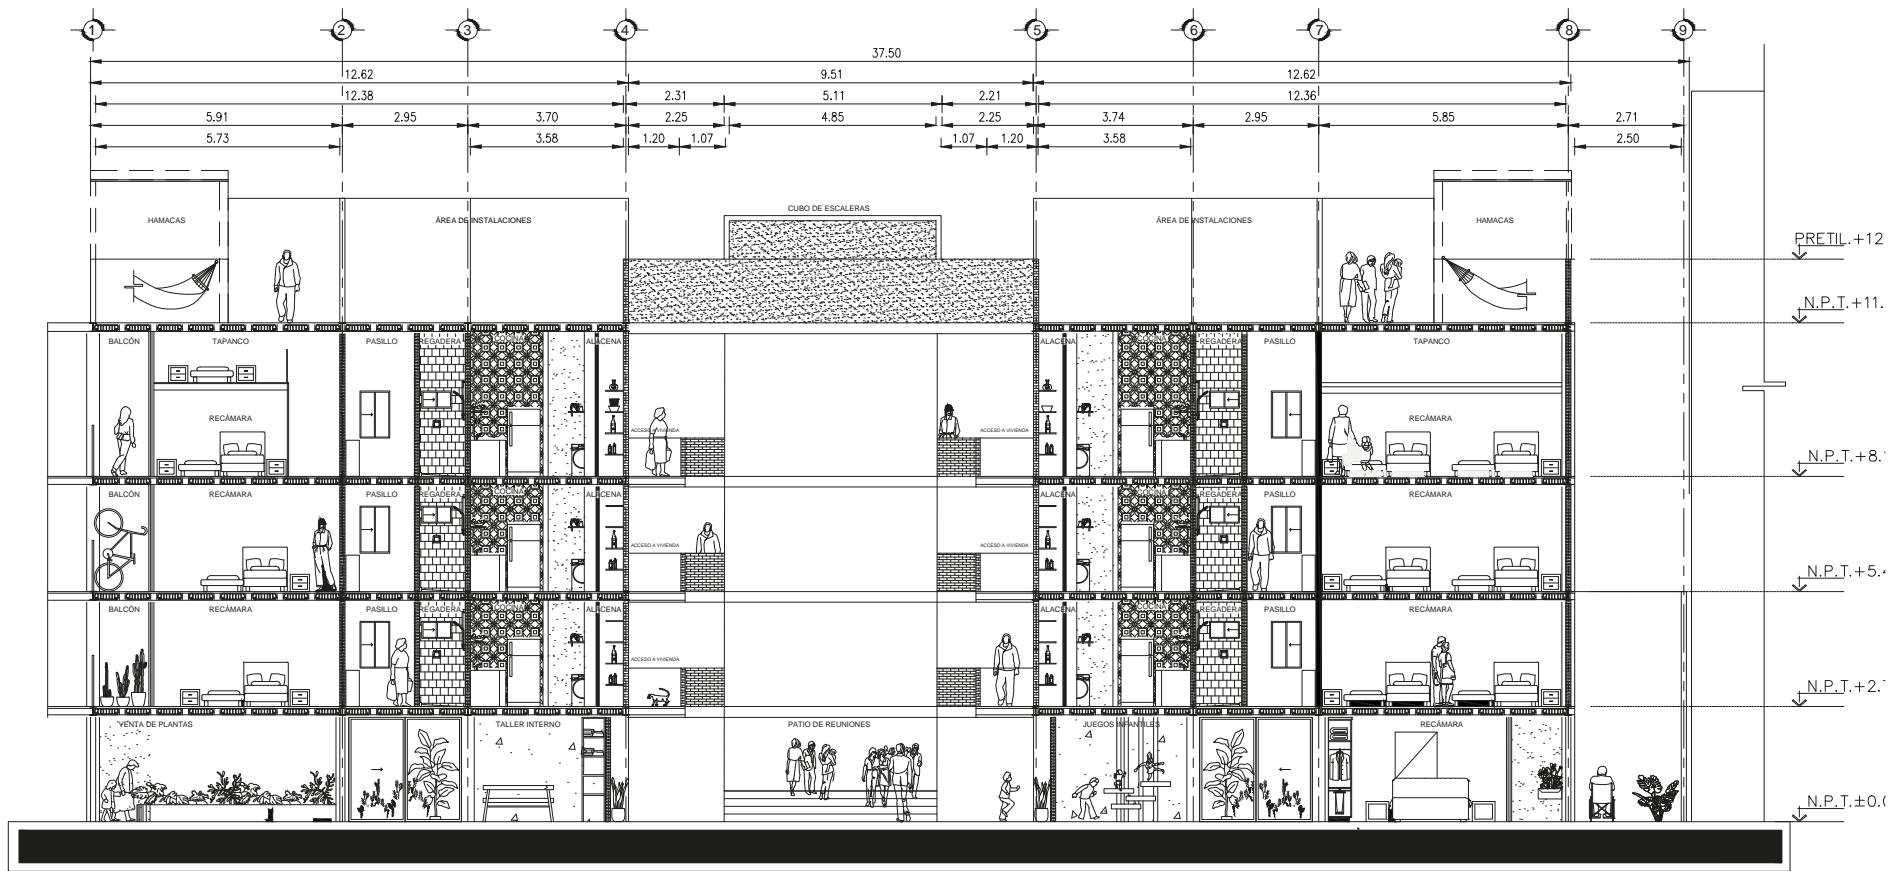 1 2 3 4 5 6 7 8 9
37.50
12.62 9.51 12.62
12.38 2.31 5.11 2.21 12.36
5.91 2.95 3.70 2.25 4.85 2.25 3.74 2.95 5.85 2.71
5.73 3.58 1.20 1.07 1.07 1.20 3.58 2.50
CUBO DE ESCALERAS
HAMACAS ÁREA DE INSTALACIONES ÁREA DE INSTALACIONES HAMACAS
PRETIL.+12
N.P.T.+11.
BALCÓN TAPANCO PASILLO REGADERA COCINA ALACENA ALACENA COCINA REGADERA PASILLO TAPANCO
RECÁMARA RECÁMARA
ACCESO A VIVIENDA ACCESO A VIVIENDA
N.P.T.+8.
BALCÓN RECÁMARA PASILLO REGADERA COCINA ALACENA ALACENA COCINA REGADERA PASILLO RECÁMARA
ACCESO A VIVIENDA ACCESO A VIVIENDA
N.P.T.+5.
BALCÓN RECÁMARA PASILLO REGADERA COCINA ALACENA ALACENA COCINA REGADERA PASILLO RECÁMARA
ACCESO A VIVIENDA ACCESO A VIVIENDA
N.P.T.+2.
VENTA DE PLANTAS TALLER INTERNO PATIO DE REUNIONES JUEGOS INFANTILES RECÁMARA
N.P.T.±0.